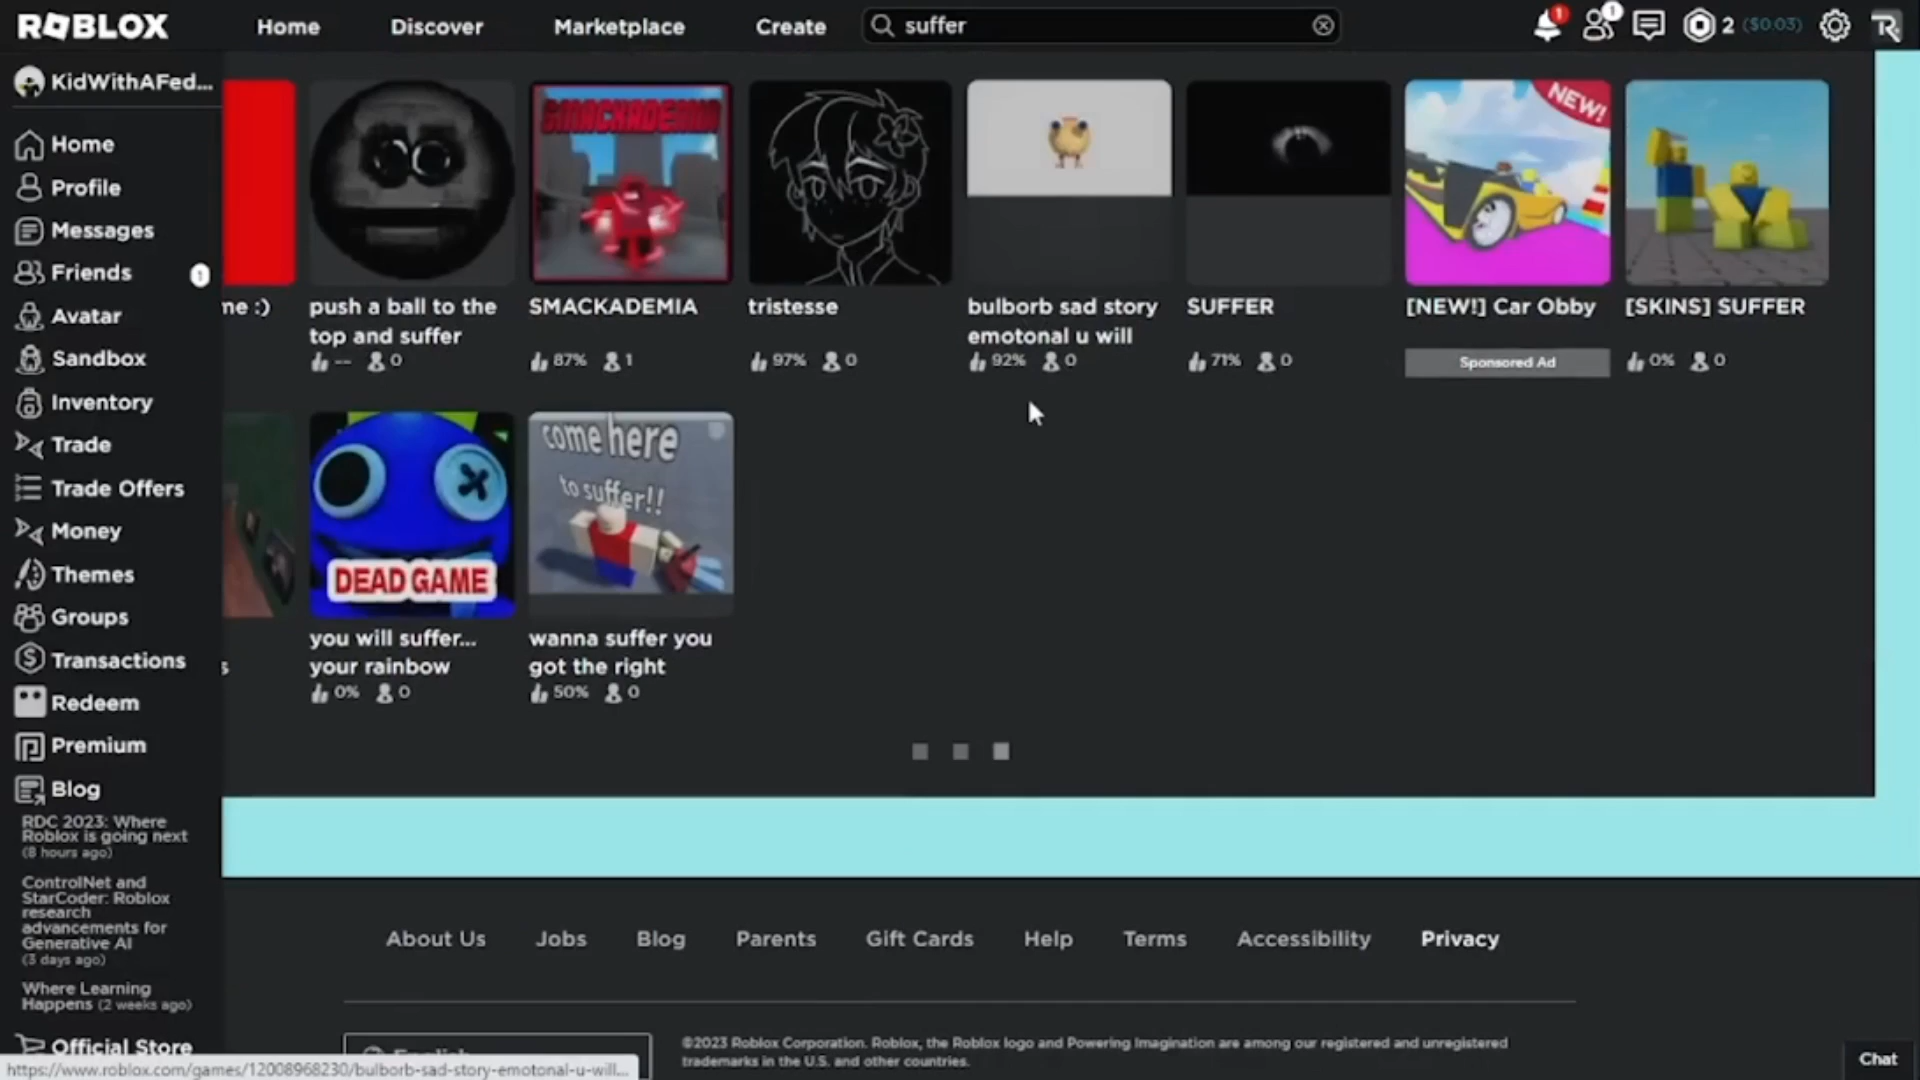 ROBLOX Home Discover Marketplace Create suffer 1 1 2 ($0.03)
KidWithAFed...
Home
Profile
Messages
Friends 1
Avatar
Sandbox
Inventory
Trade
Trade Offers
Money
Themes
Groups
Transactions
Redeem
Premium
Blog
RDC 2023: Where
Roblox is going next
(8 hours ago)
ControlNet and
StarCoder: Roblox
research
advancements for
Generative AI
(3 days ago)
Where Learning
Happens (2 weeks ago)
Official Store
me :)
push a ball to the
top and suffer
-- 0
SMACKADEMIA
SMACKADEMIA
87% 1
tristesse
97% 0
bulborb sad story
emotonal u will
92% 0
SUFFER
71% 0
NEW!
[NEW!] Car Obby
Sponsored Ad
[SKINS] SUFFER
0% 0
s
DEAD GAME
you will suffer...
your rainbow
0% 0
come here
to suffer!!
wanna suffer you
got the right
50% 0
About Us Jobs Blog Parents Gift Cards Help Terms Accessibility Privacy
©2023 Roblox Corporation. Roblox, the Roblox logo and Powering Imagination are among our registered and unregistered
trademarks in the U.S. and other countries.
https://www.roblox.com/games/12008968230/bulborb-sad-story-emotonal-u-will...
Chat